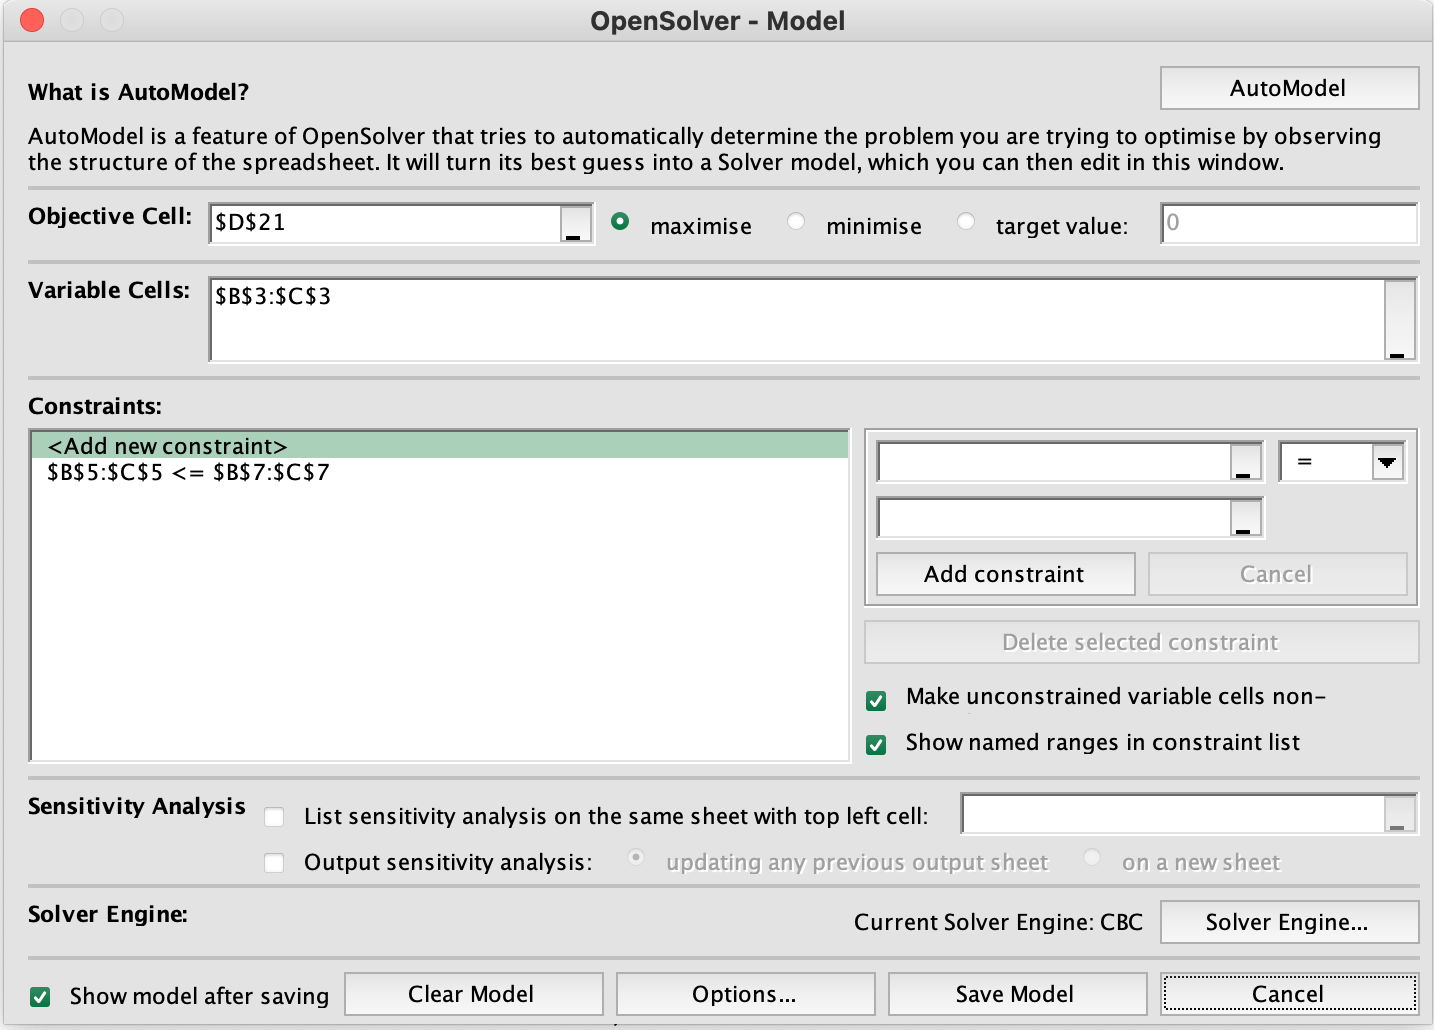 OpenSolver - Model
What is AutoModel?
AutoModel
AutoModel is a feature of OpenSolver that tries to automatically determine the problem you are trying to optimise by observing
the structure of the spreadsheet. It will turn its best guess into a Solver model, which you can then edit in this window.
Objective Cell:
$D$21
maximise
minimise
target value:
0
Variable Cells:
$B$3:$C$3
Constraints:
<Add new constraint>
$B$5:$C$5 <= $B$7:$C$7
=
Add constraint
Cancel
Delete selected constraint
Make unconstrained variable cells non-
Show named ranges in constraint list
Sensitivity Analysis
List sensitivity analysis on the same sheet with top left cell:
Output sensitivity analysis:
updating any previous output sheet
on a new sheet
Solver Engine:
Current Solver Engine: CBC
Solver Engine...
Show model after saving
Clear Model
Options...
Save Model
Cancel